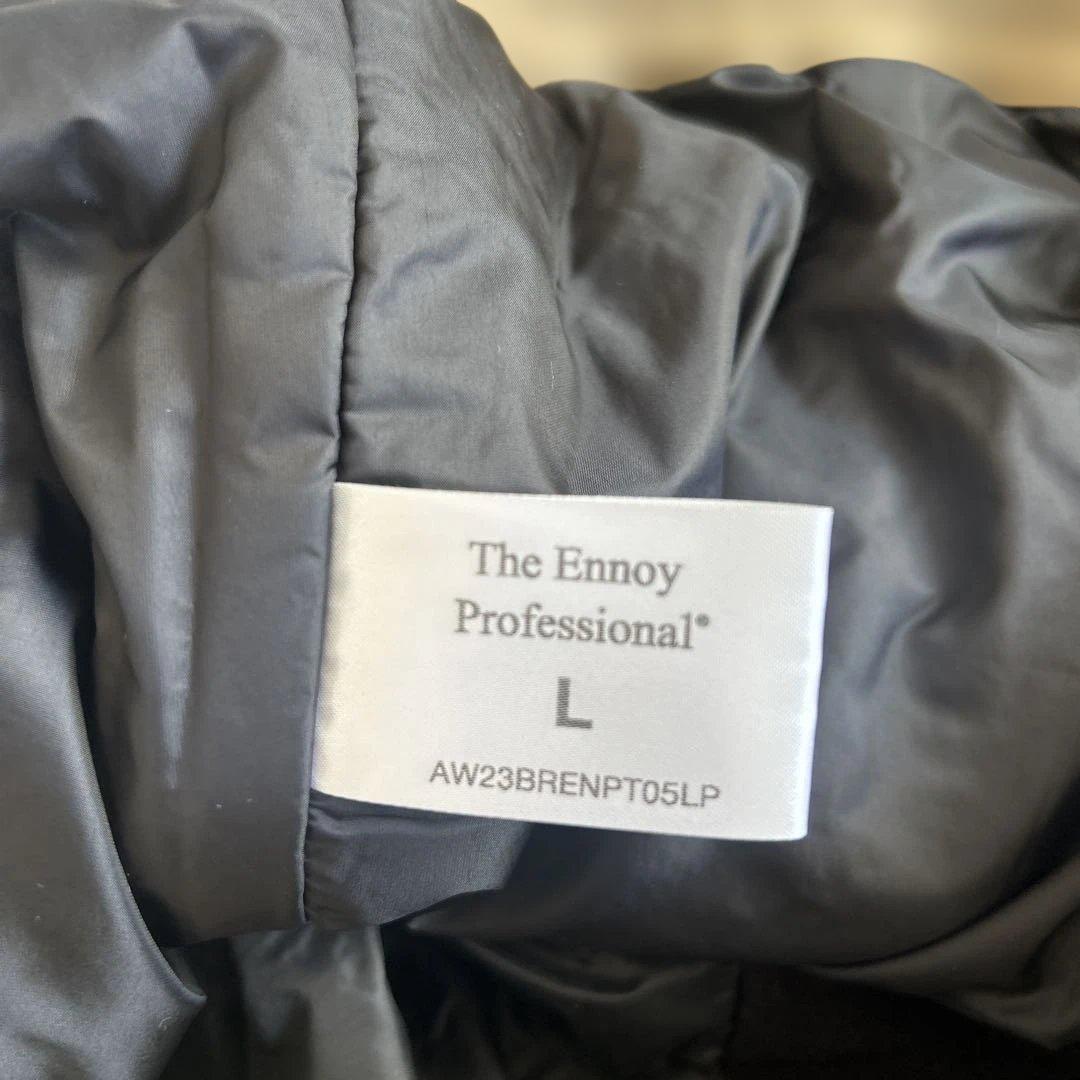 The Ennoy
Professional®
L
AW23BRENPT05LP